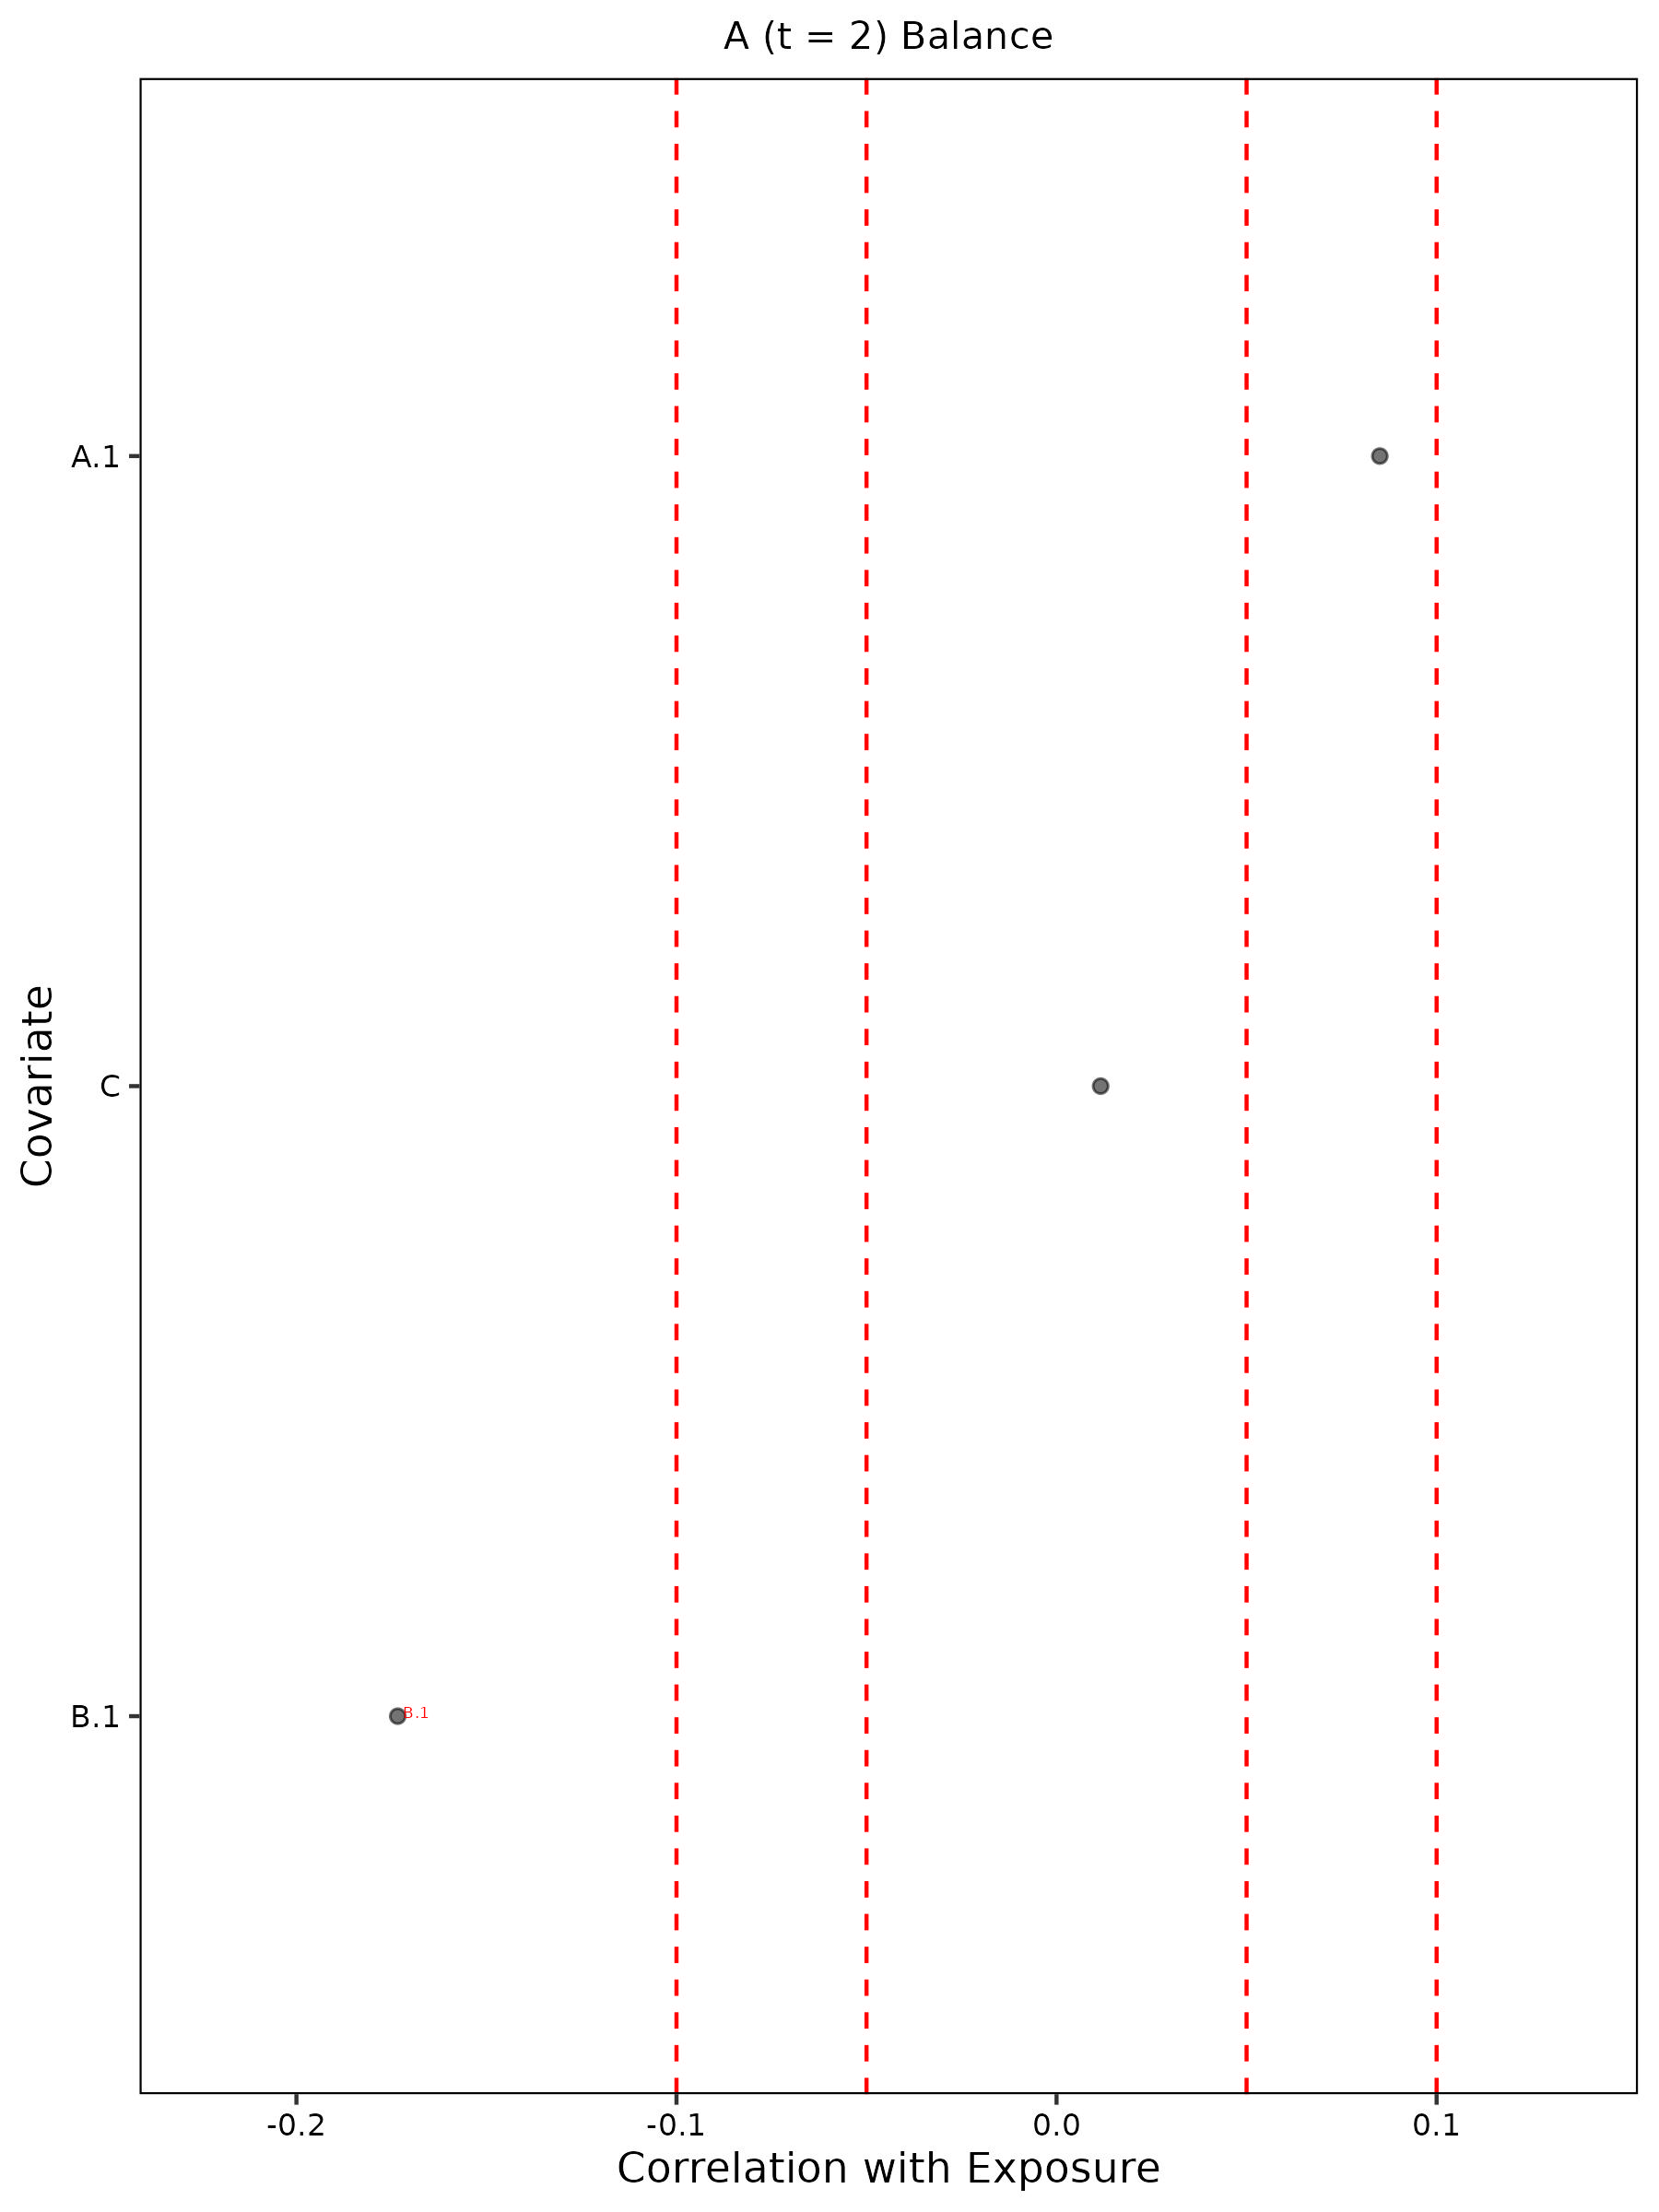 A (t = 2) Balance
Covariate
A.1
C
B.1
B.1
-0.2
-0.1
0.0
0.1
Correlation with Exposure